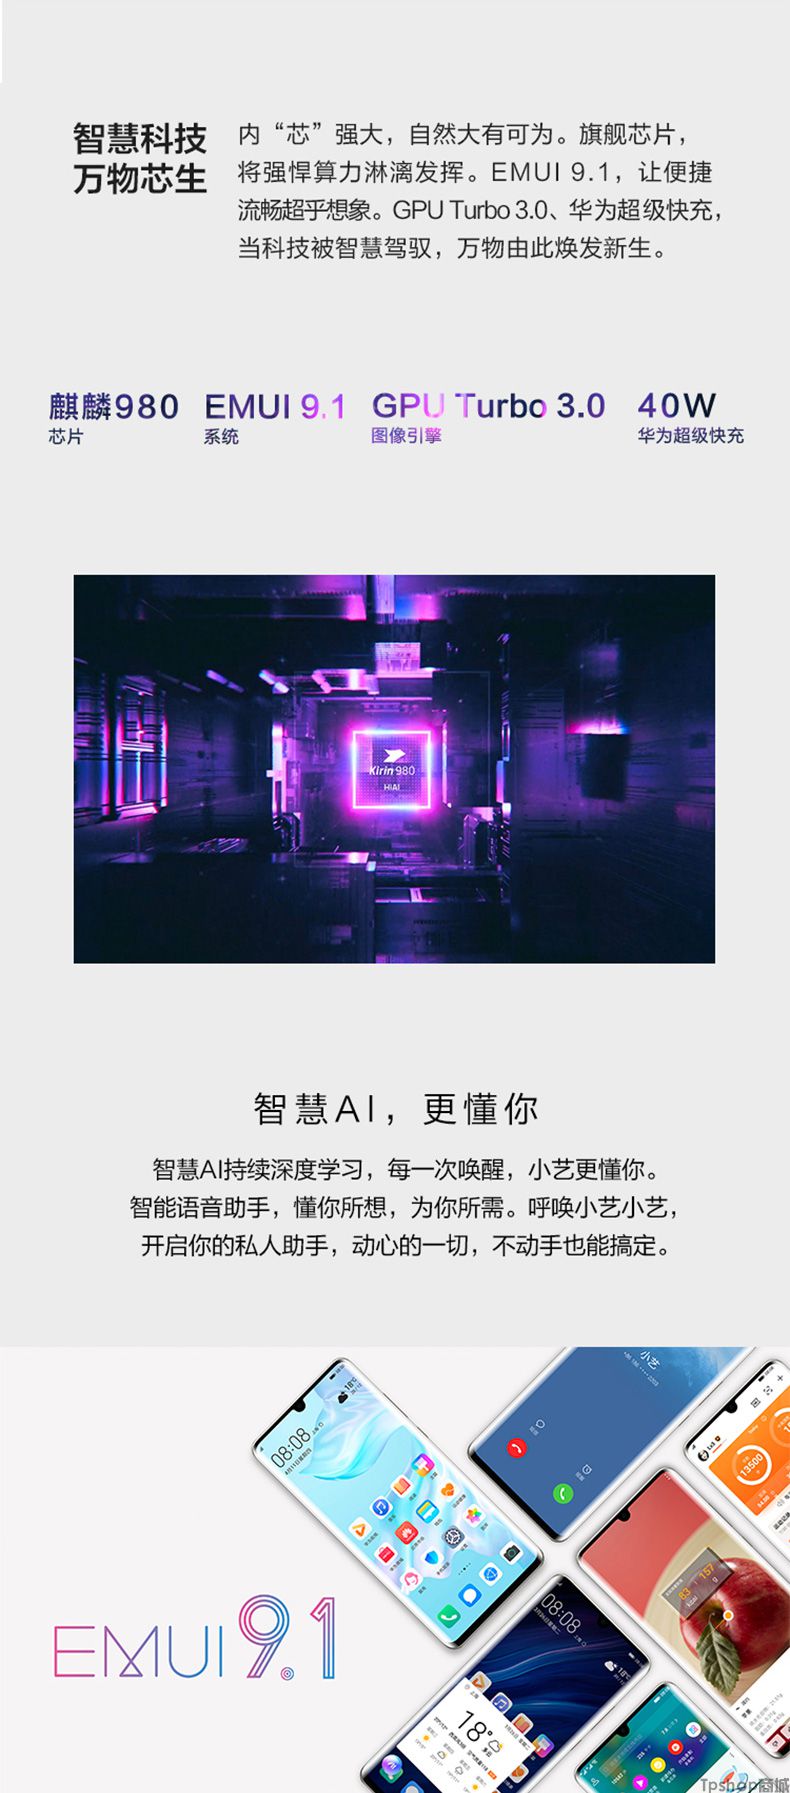 智慧科技
万物芯生
内“芯”强大，自然大有可为。旗舰芯片，
将强悍算力淋漓发挥。EMUI 9.1，让便捷
流畅超乎想象。GPU Turbo 3.0、华为超级快充，
当科技被智慧驾驭，万物由此焕发新生。
麒麟980
芯片
EMUI 9.1
系统
GPU Turbo 3.0
图像引擎
40W
华为超级快充
Kirin 980
HiAI
智慧AI，更懂你
智慧AI持续深度学习，每一次唤醒，小艺更懂你。
智能语音助手，懂你所想，为你所需。呼唤小艺小艺，
开启你的私人助手，动心的一切，不动手也能搞定。
EMUI 9.1
08:08
18°C
小艺
13500
83
kcal
157
g
08:08
18°C
18°
多云
Tpshop商城